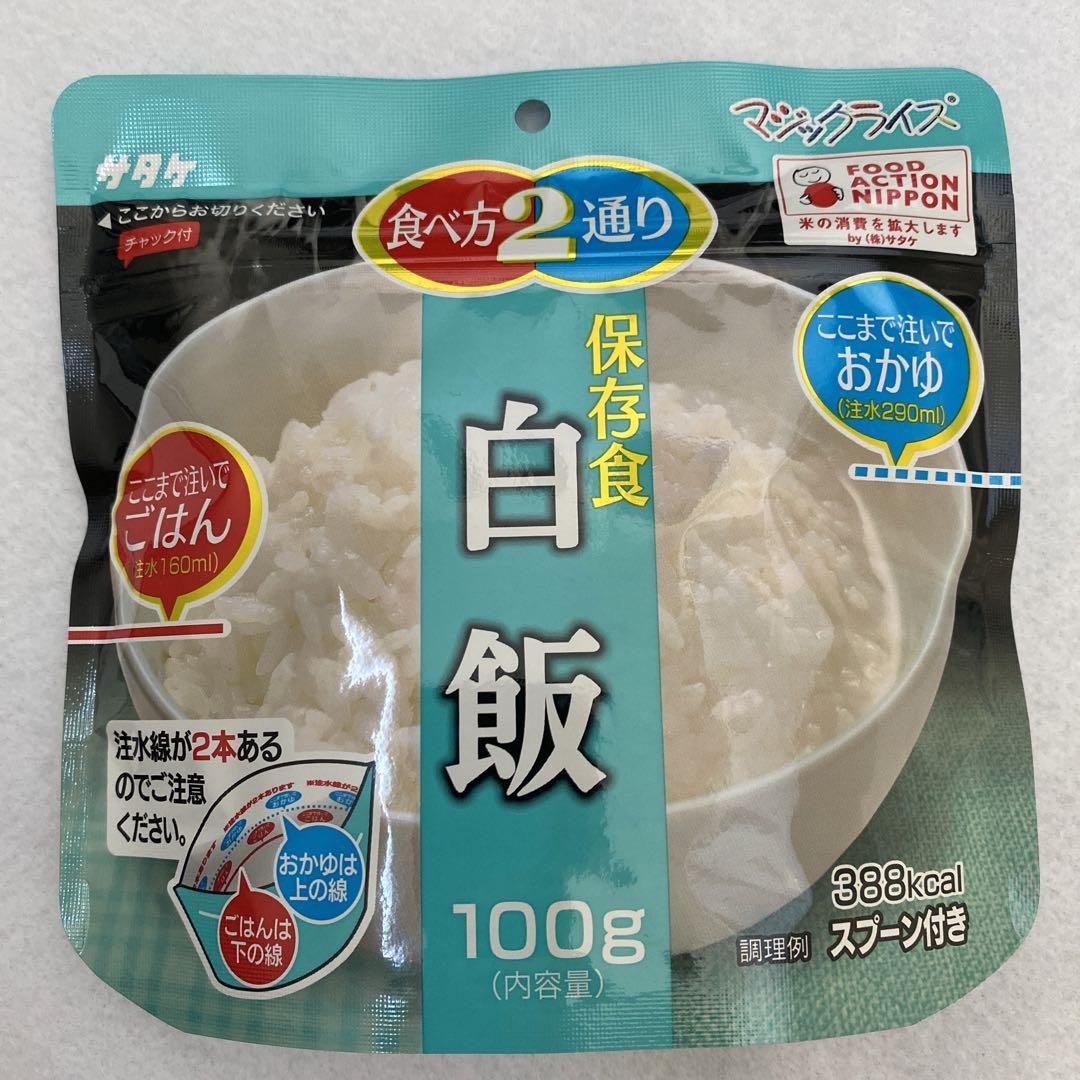 マジックライス®
サタケ
FOOD
ACTION
NIPPON
米の消費を拡大します
by (株)サタケ
ここからお切りください
チャック付
食べ方2通り
保存食
白飯
ここまで注いで
おかゆ
(注水290ml)
ここまで注いで
ごはん
注水160ml)
注水線が2本ある
のでご注意
ください。
おかゆは
上の線
ごはんは
下の線
100g
(内容量)
388kcal
調理例
スプーン付き